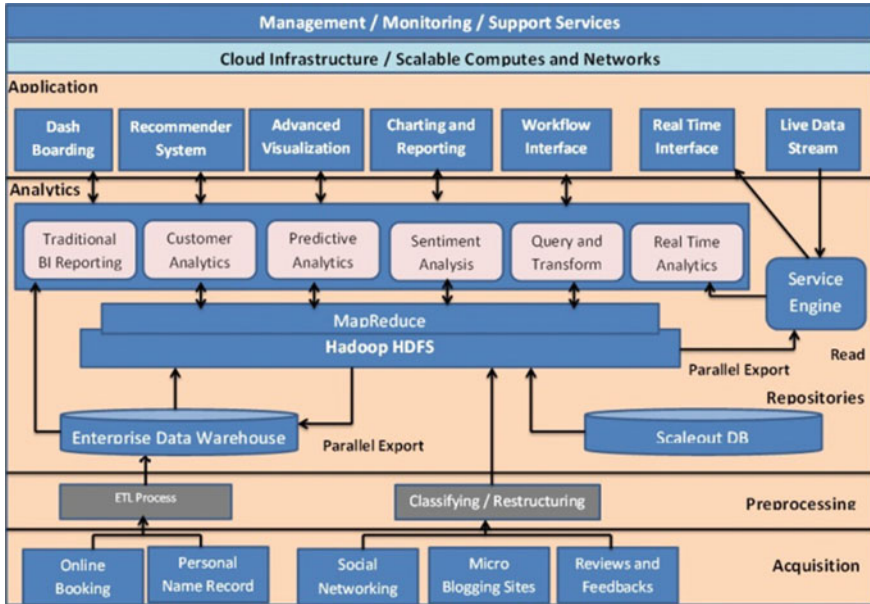 Management / Monitoring / Support Services
Cloud Infrastructure / Scalable Computes and Networks
Application
Dash
Boarding
Recommender
System
Advanced
Visualization
Charting and
Reporting
Workflow
Interface
Real Time
Interface
Live Data
Stream
Analytics
Traditional
BI Reporting
Customer
Analytics
Predictive
Analytics
Sentiment
Analysis
Query and
Transform
Real Time
Analytics
Service
Engine
MapReduce
Hadoop HDFS
Read
Parallel Export
Repositories
Enterprise Data Warehouse
Parallel Export
Scaleout DB
ETL Process
Classifying / Restructuring
Preprocessing
Online
Booking
Personal
Name Record
Social
Networking
Micro
Blogging Sites
Reviews and
Feedbacks
Acquisition